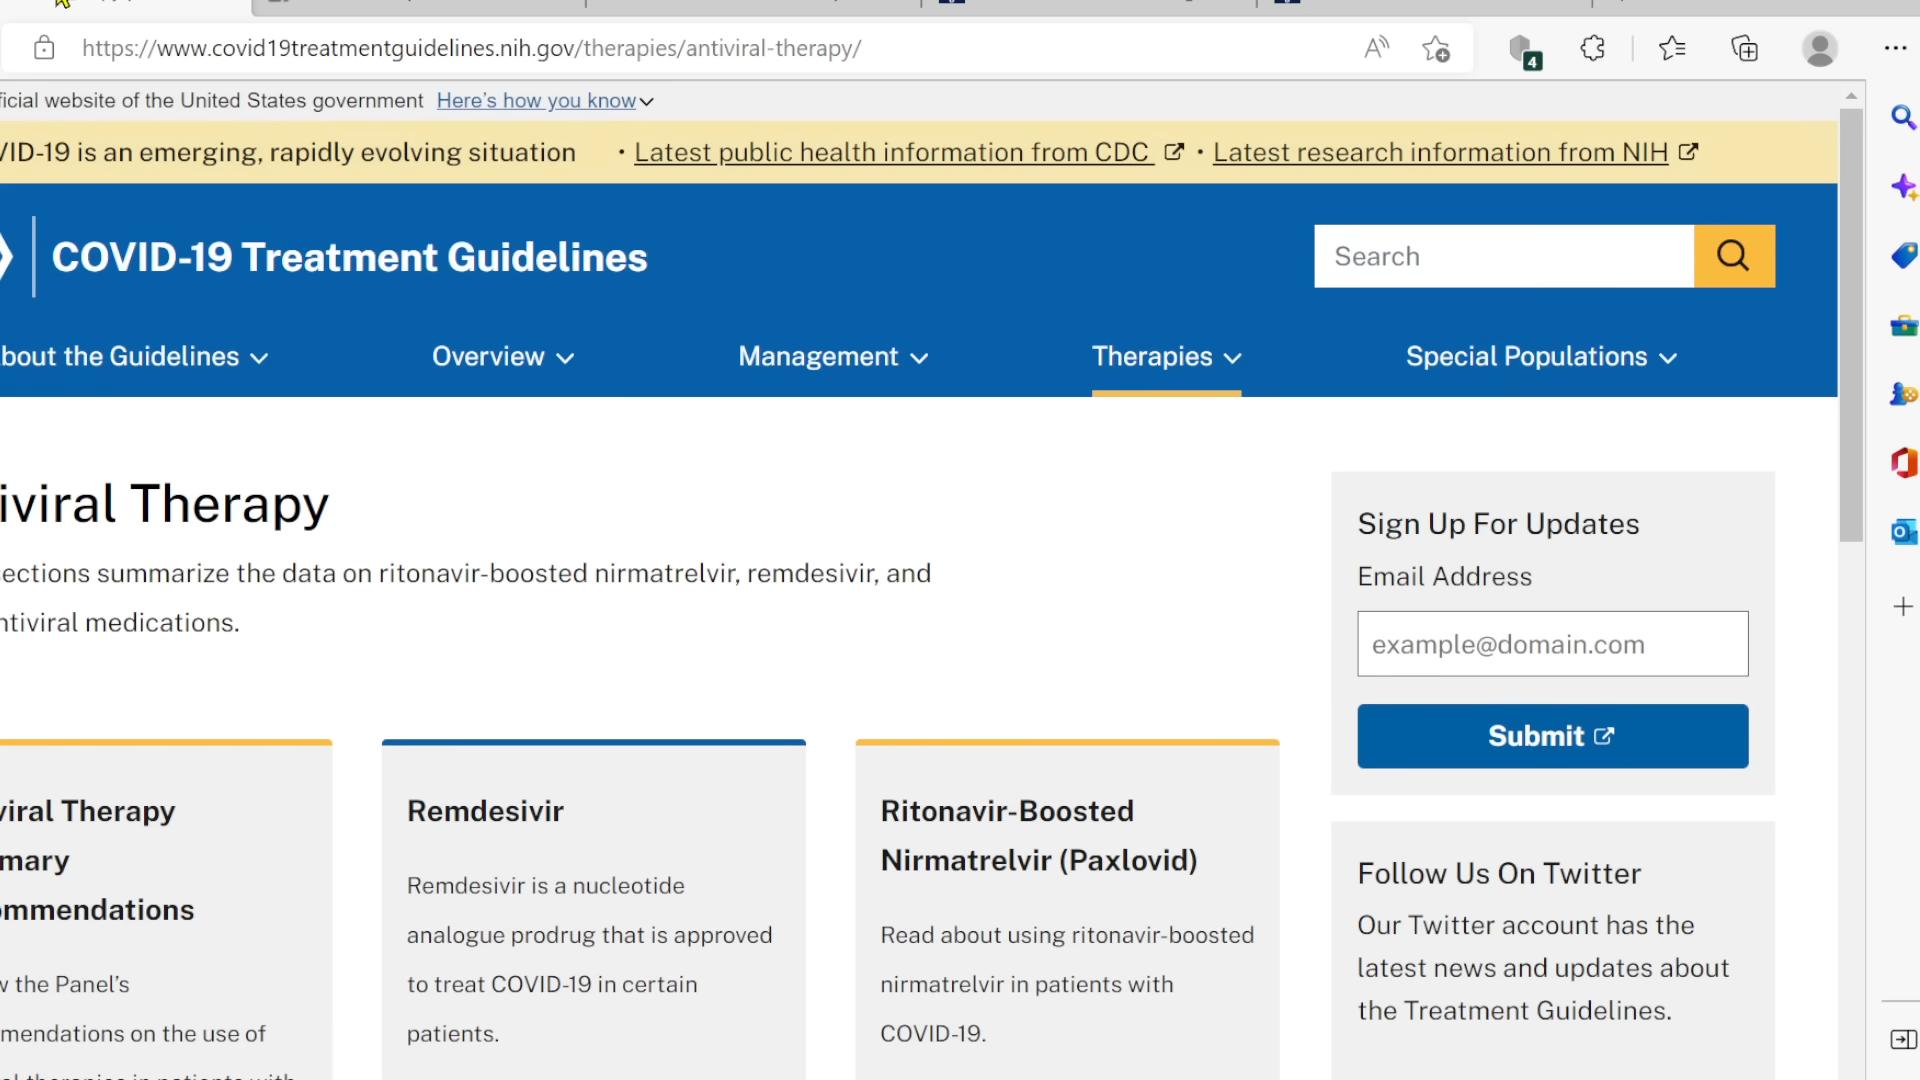 https://www.covid19treatmentguidelines.nih.gov/therapies/antiviral-therapy/
4
ficial website of the United States government Here's how you know
VID-19 is an emerging, rapidly evolving situation · Latest public health information from CDC · Latest research information from NIH
COVID-19 Treatment Guidelines
Search
bout the Guidelines Overview Management Therapies Special Populations
iviral Therapy
ections summarize the data on ritonavir-boosted nirmatrelvir, remdesivir, and
ntiviral medications.
Sign Up For Updates
Email Address
example@domain.com
Submit
viral Therapy
mary
ommendations
w the Panel's
mendations on the use of
Remdesivir
Remdesivir is a nucleotide
analogue prodrug that is approved
to treat COVID-19 in certain
patients.
Ritonavir-Boosted
Nirmatrelvir (Paxlovid)
Read about using ritonavir-boosted
nirmatrelvir in patients with
COVID-19.
Follow Us On Twitter
Our Twitter account has the
latest news and updates about
the Treatment Guidelines.